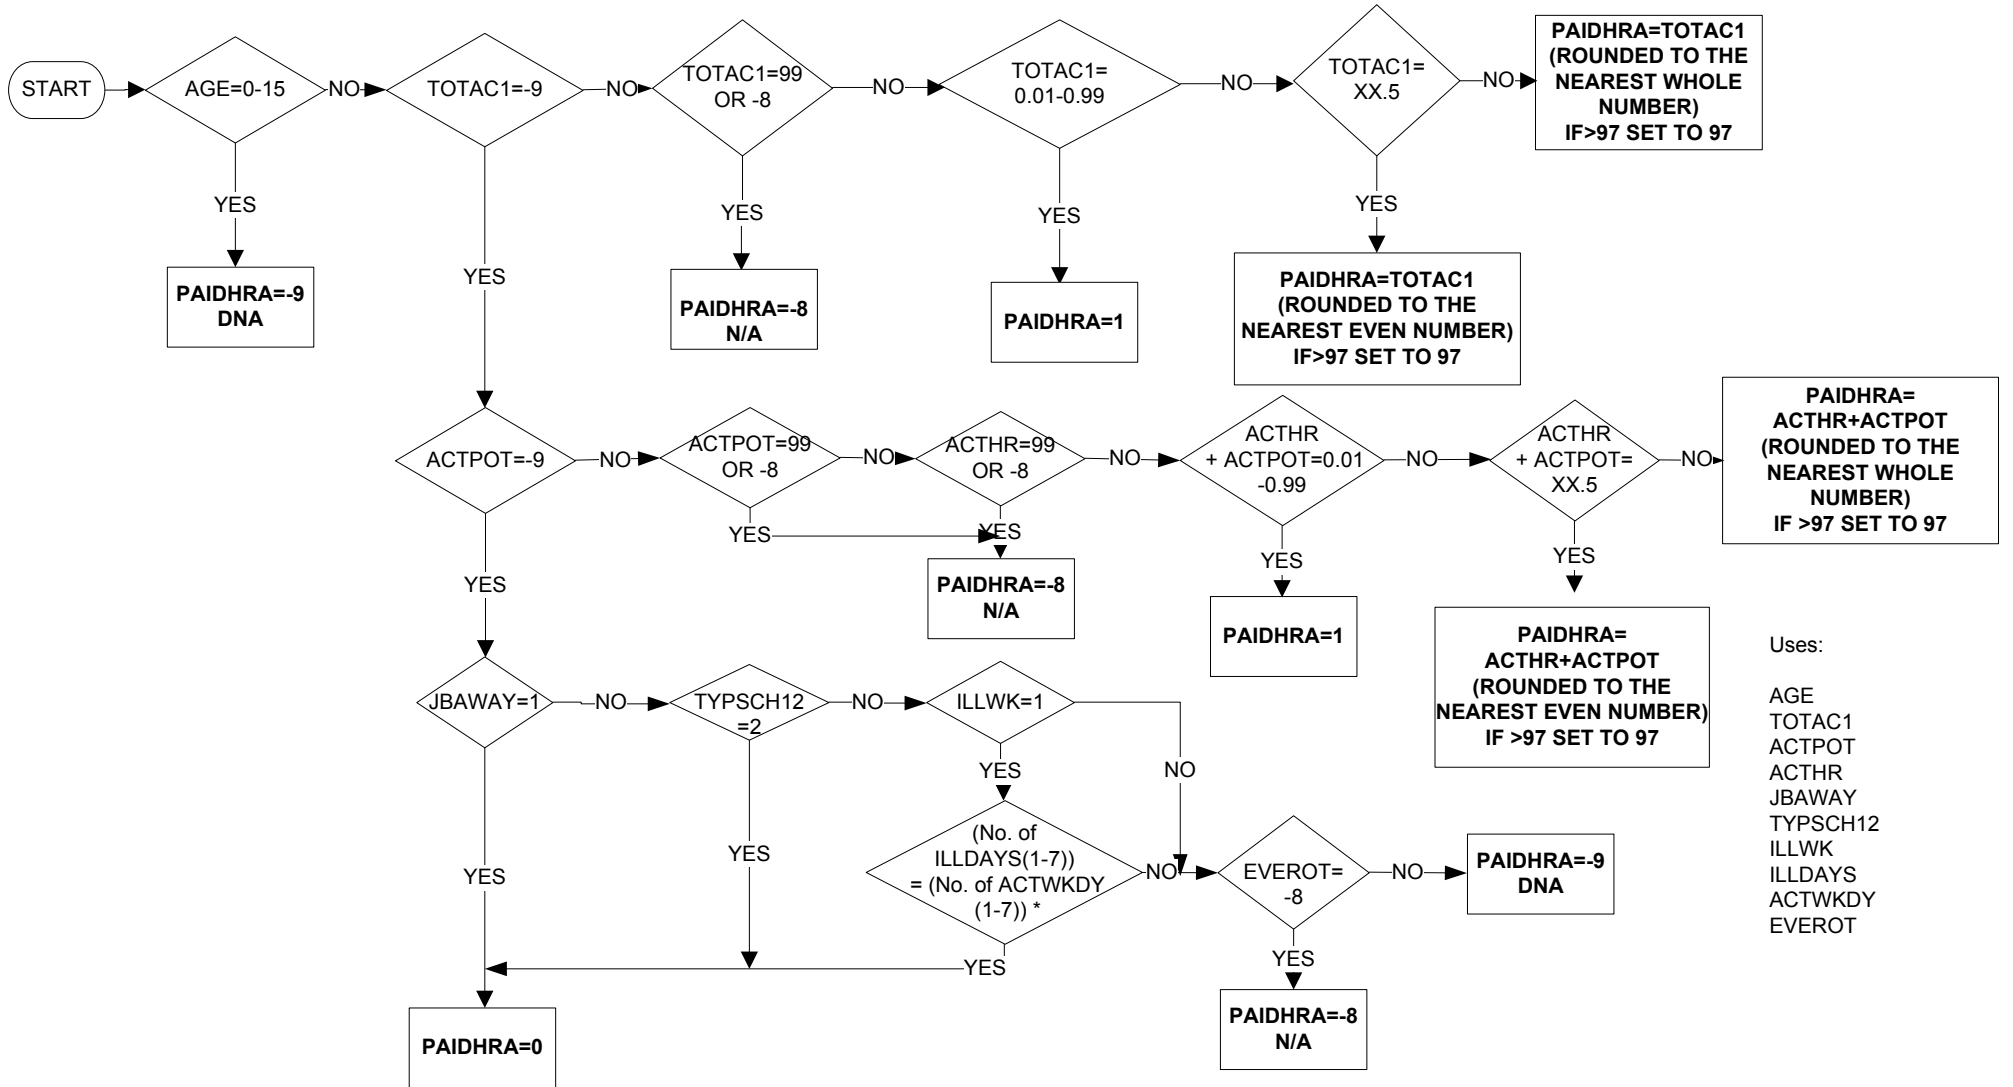 START
AGE=0-15
NO
TOTAC1=-9
NO
TOTAC1=99
OR -8
NO
TOTAC1=
0.01-0.99
NO
TOTAC1=
XX.5
NO
PAIDHRA=TOTAC1
(ROUNDED TO THE
NEAREST WHOLE
NUMBER)
IF>97 SET TO 97
YES
YES
YES
YES
YES
PAIDHRA=-9
DNA
PAIDHRA=-8
N/A
PAIDHRA=1
PAIDHRA=TOTAC1
(ROUNDED TO THE
NEAREST EVEN NUMBER)
IF>97 SET TO 97
ACTPOT=-9
NO
ACTPOT=99
OR -8
NO
ACTHR=99
OR -8
NO
ACTHR
+ ACTPOT=0.01
-0.99
NO
ACTHR
+ ACTPOT=
XX.5
NO
PAIDHRA=
ACTHR+ACTPOT
(ROUNDED TO THE
NEAREST WHOLE
NUMBER)
IF >97 SET TO 97
YES
YES
YES
YES
YES
PAIDHRA=-8
N/A
PAIDHRA=1
PAIDHRA=
ACTHR+ACTPOT
(ROUNDED TO THE
NEAREST EVEN NUMBER)
IF >97 SET TO 97
JBAWAY=1
NO
TYPSCH12
=2
NO
ILLWK=1
NO
YES
YES
YES
(No. of
ILLDAYS(1-7))
= (No. of ACTWKDY
(1-7)) *
NO
EVEROT=
-8
NO
PAIDHRA=-9
DNA
YES
YES
PAIDHRA=0
PAIDHRA=-8
N/A
Uses:
AGE
TOTAC1
ACTPOT
ACTHR
JBAWAY
TYPSCH12
ILLWK
ILLDAYS
ACTWKDY
EVEROT